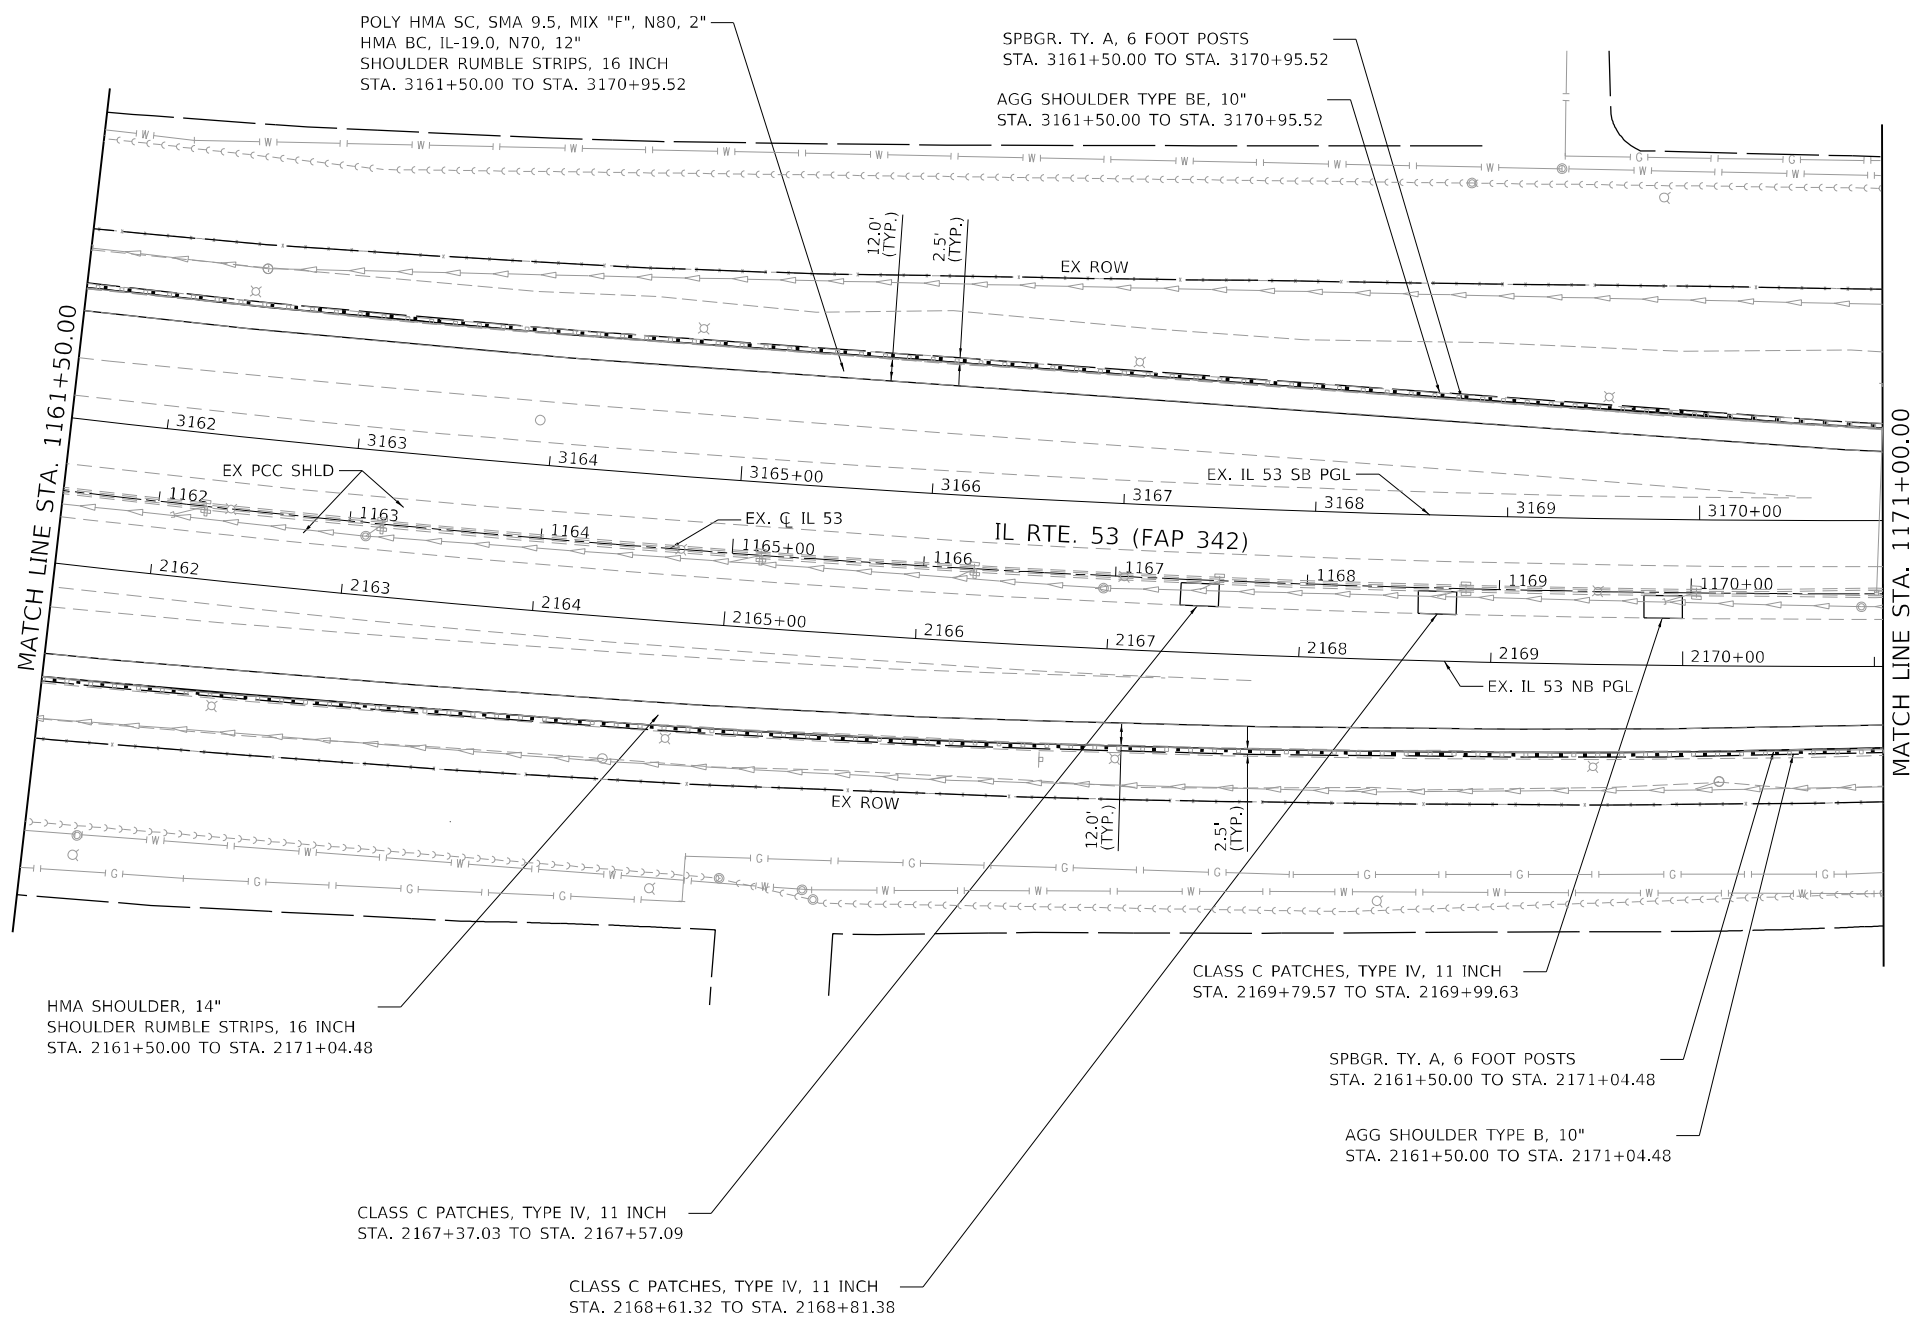 POLY HMA SC, SMA 9.5, MIX "F", N80, 2"
HMA BC, IL-19.0, N70, 12"
SHOULDER RUMBLE STRIPS, 16 INCH
STA. 3161+50.00 TO STA. 3170+95.52
SPBGR. TY. A, 6 FOOT POSTS
STA. 3161+50.00 TO STA. 3170+95.52
AGG SHOULDER TYPE BE, 10"
STA. 3161+50.00 TO STA. 3170+95.52
W W W W W W W W W W W W
G G
12.0'
(TYP.)
2.5'
(TYP.)
EX ROW
MATCH LINE STA. 1161+50.00
3162 3163 3164 3165+00 3166 3167 3168 3169 3170+00
EX PCC SHLD
EX. IL 53 SB PGL
1162 1163 1164 1165+00 1166 1167 1168 1169 1170+00
EX. ℄ IL 53
IL RTE. 53 (FAP 342)
2162 2163 2164 2165+00 2166 2167 2168 2169 2170+00
EX. IL 53 NB PGL
MATCH LINE STA. 1171+00.00
EX ROW
12.0'
(TYP.)
2.5'
(TYP.)
W W W W W W W W W W W
G G G G G G G G G G G G
HMA SHOULDER, 14"
SHOULDER RUMBLE STRIPS, 16 INCH
STA. 2161+50.00 TO STA. 2171+04.48
CLASS C PATCHES, TYPE IV, 11 INCH
STA. 2169+79.57 TO STA. 2169+99.63
SPBGR. TY. A, 6 FOOT POSTS
STA. 2161+50.00 TO STA. 2171+04.48
AGG SHOULDER TYPE B, 10"
STA. 2161+50.00 TO STA. 2171+04.48
CLASS C PATCHES, TYPE IV, 11 INCH
STA. 2167+37.03 TO STA. 2167+57.09
CLASS C PATCHES, TYPE IV, 11 INCH
STA. 2168+61.32 TO STA. 2168+81.38